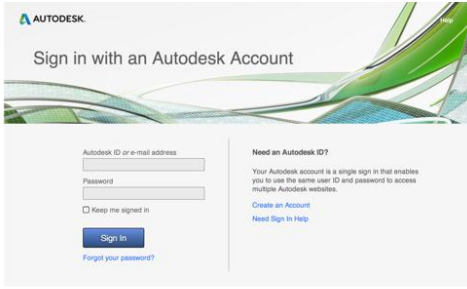 AUTODESK.
Help
Sign in with an Autodesk Account
Autodesk ID or e-mail address
Password
Keep me signed in
Sign In
Forgot your password?
Need an Autodesk ID?
Your Autodesk account is a single sign in that enables
you to use the same user ID and password to access
multiple Autodesk websites.
Create an Account
Need Sign In Help